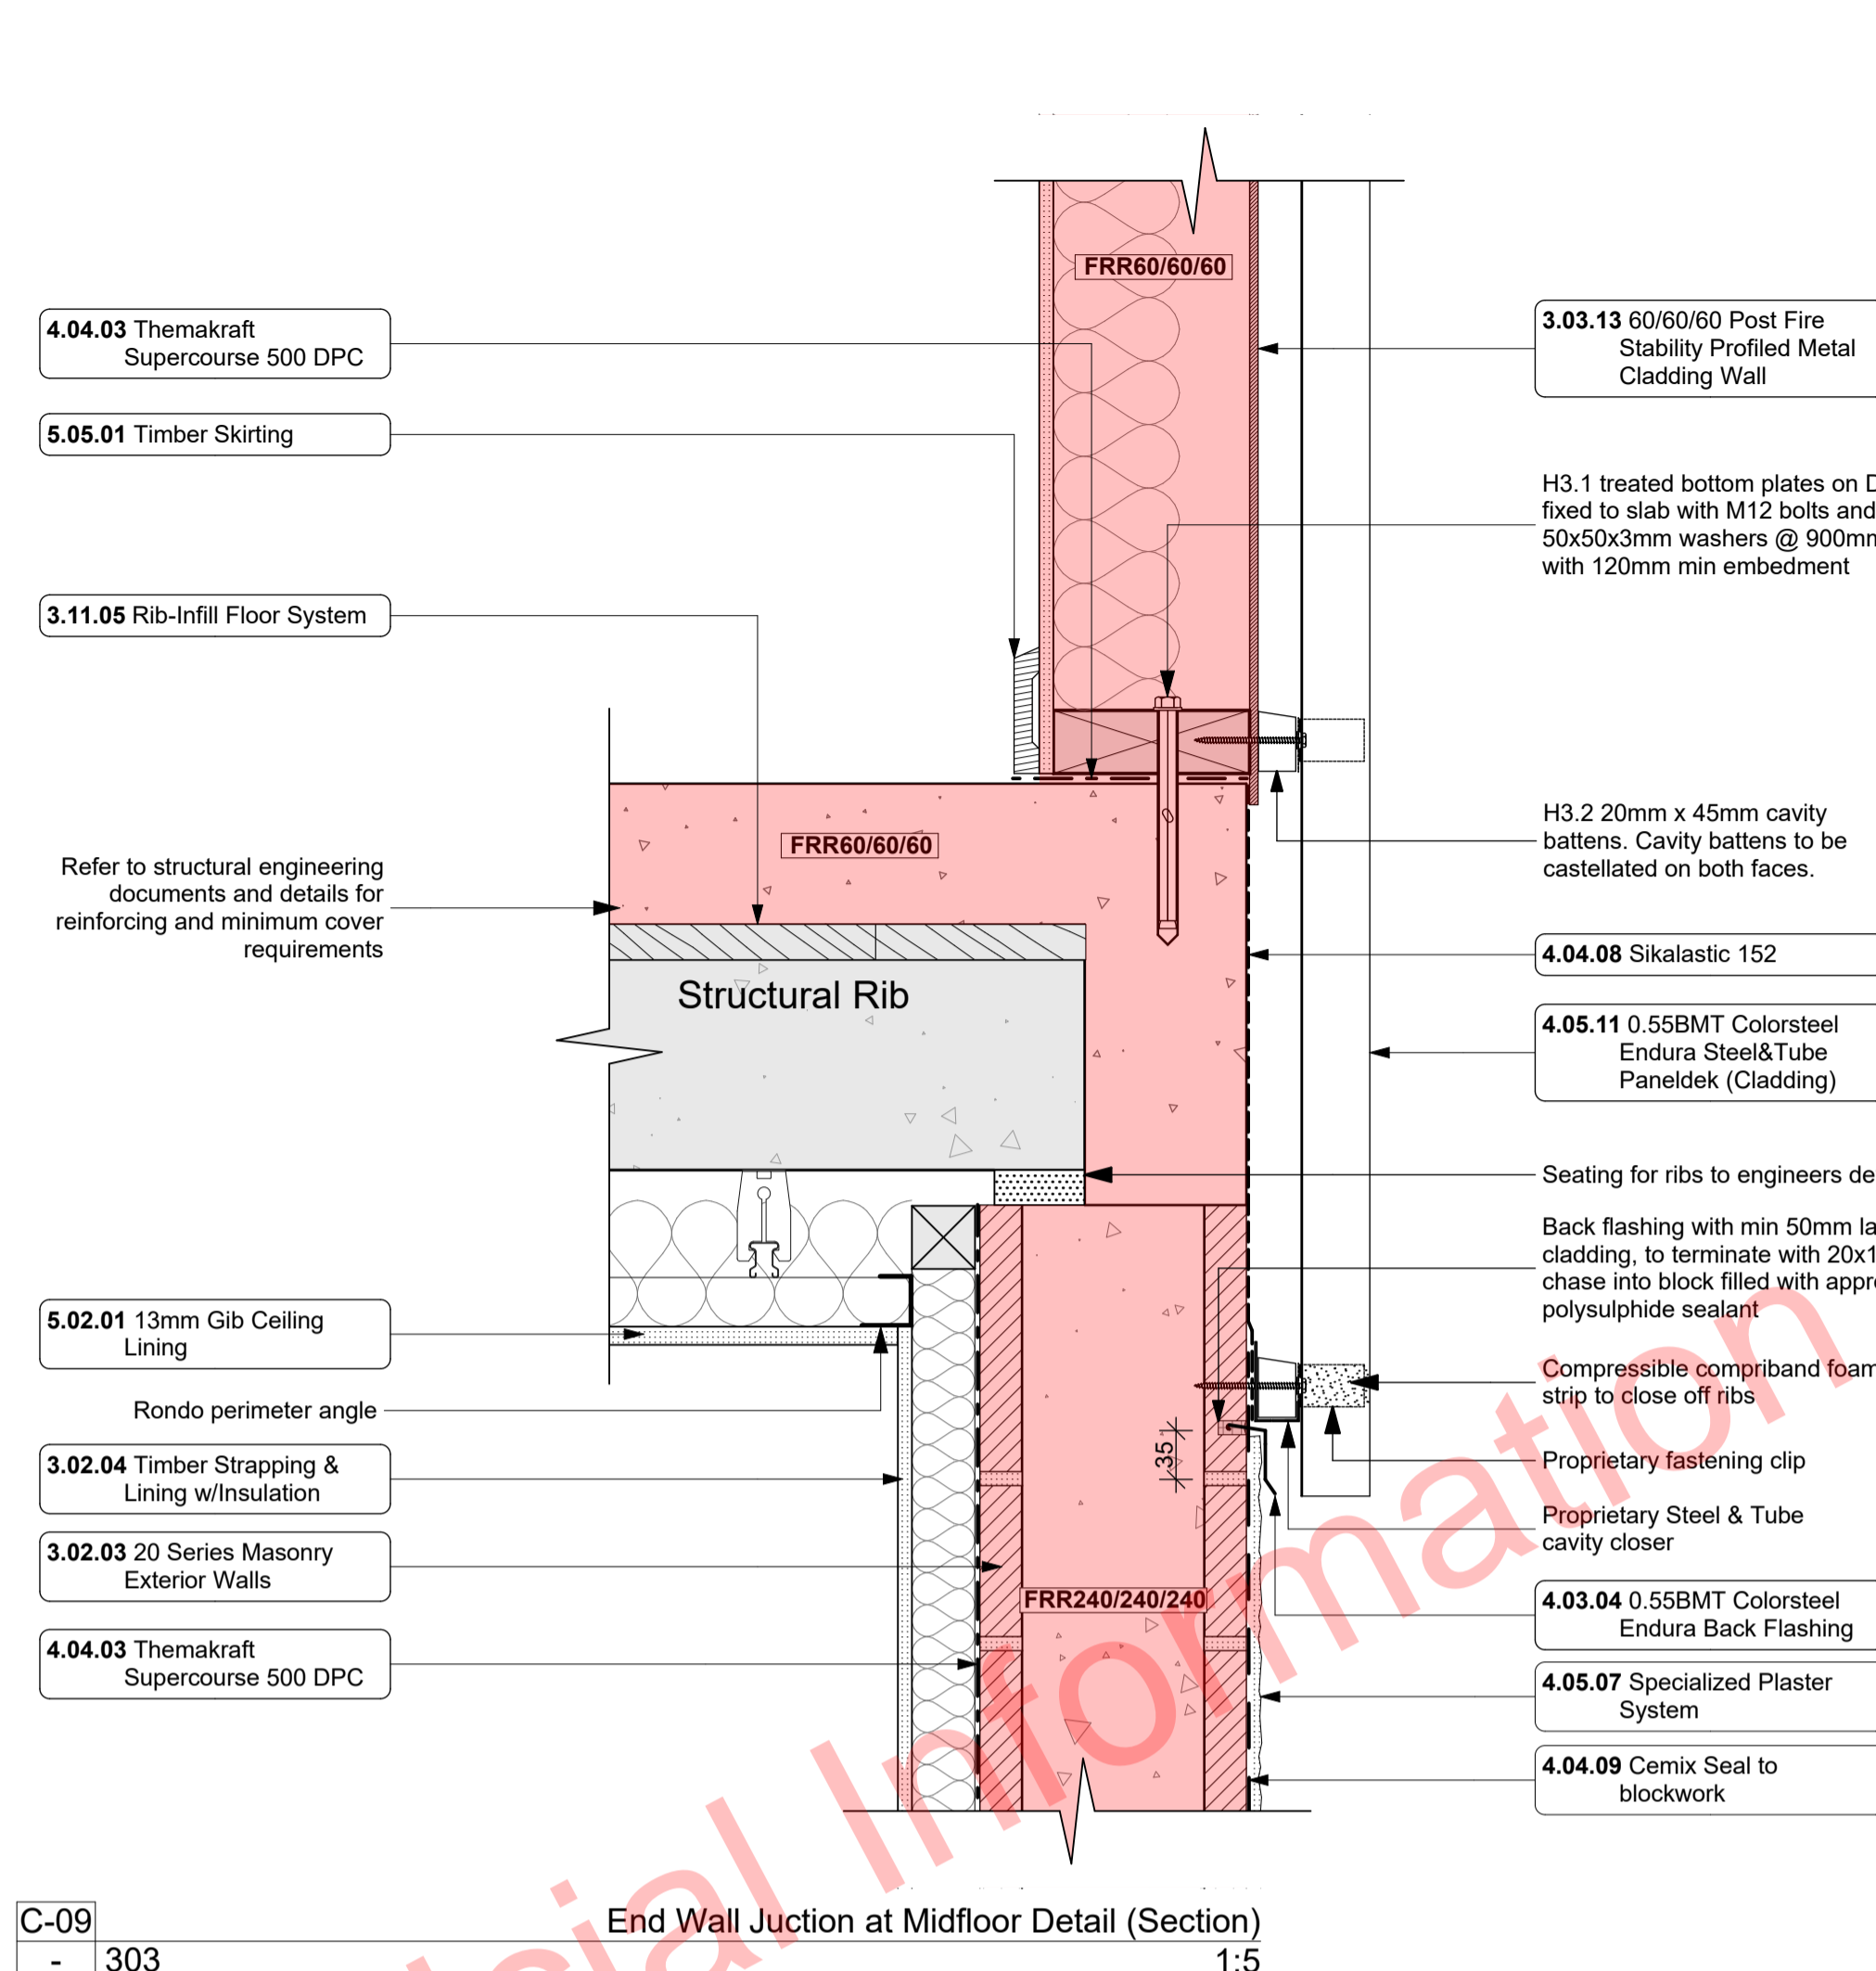 FRR60/60/60
4.04.03 Themakraft
Supercourse 500 DPC
5.05.01 Timber Skirting
3.11.05 Rib-Infill Floor System
Refer to structural engineering
documents and details for
reinforcing and minimum cover
requirements
FRR60/60/60
Structural Rib
5.02.01 13mm Gib Ceiling
Lining
Rondo perimeter angle
3.02.04 Timber Strapping &
Lining w/Insulation
3.02.03 20 Series Masonry
Exterior Walls
4.04.03 Themakraft
Supercourse 500 DPC
35
FRR240/240/240
3.03.13 60/60/60 Post Fire
Stability Profiled Metal
Cladding Wall
H3.1 treated bottom plates on
fixed to slab with M12 bolts and
50x50x3mm washers @ 900mm
with 120mm min embedment
H3.2 20mm x 45mm cavity
battens. Cavity battens to be
castellated on both faces.
4.04.08 Sikalastic 152
4.05.11 0.55BMT Colorsteel
Endura Steel&Tube
Paneldek (Cladding)
Seating for ribs to engineers
Back flashing with min 50mm
cladding, to terminate with
chase into block filled with
polysulphide sealant
Compressible compriband foam
strip to close off ribs
Proprietary fastening clip
Proprietary Steel & Tube
cavity closer
4.03.04 0.55BMT Colorsteel
Endura Back Flashing
4.05.07 Specialized Plaster
System
4.04.09 Cemix Seal to
blockwork
Information
C-09
End Wall Juction at Midfloor Detail (Section)
- 303
1:5